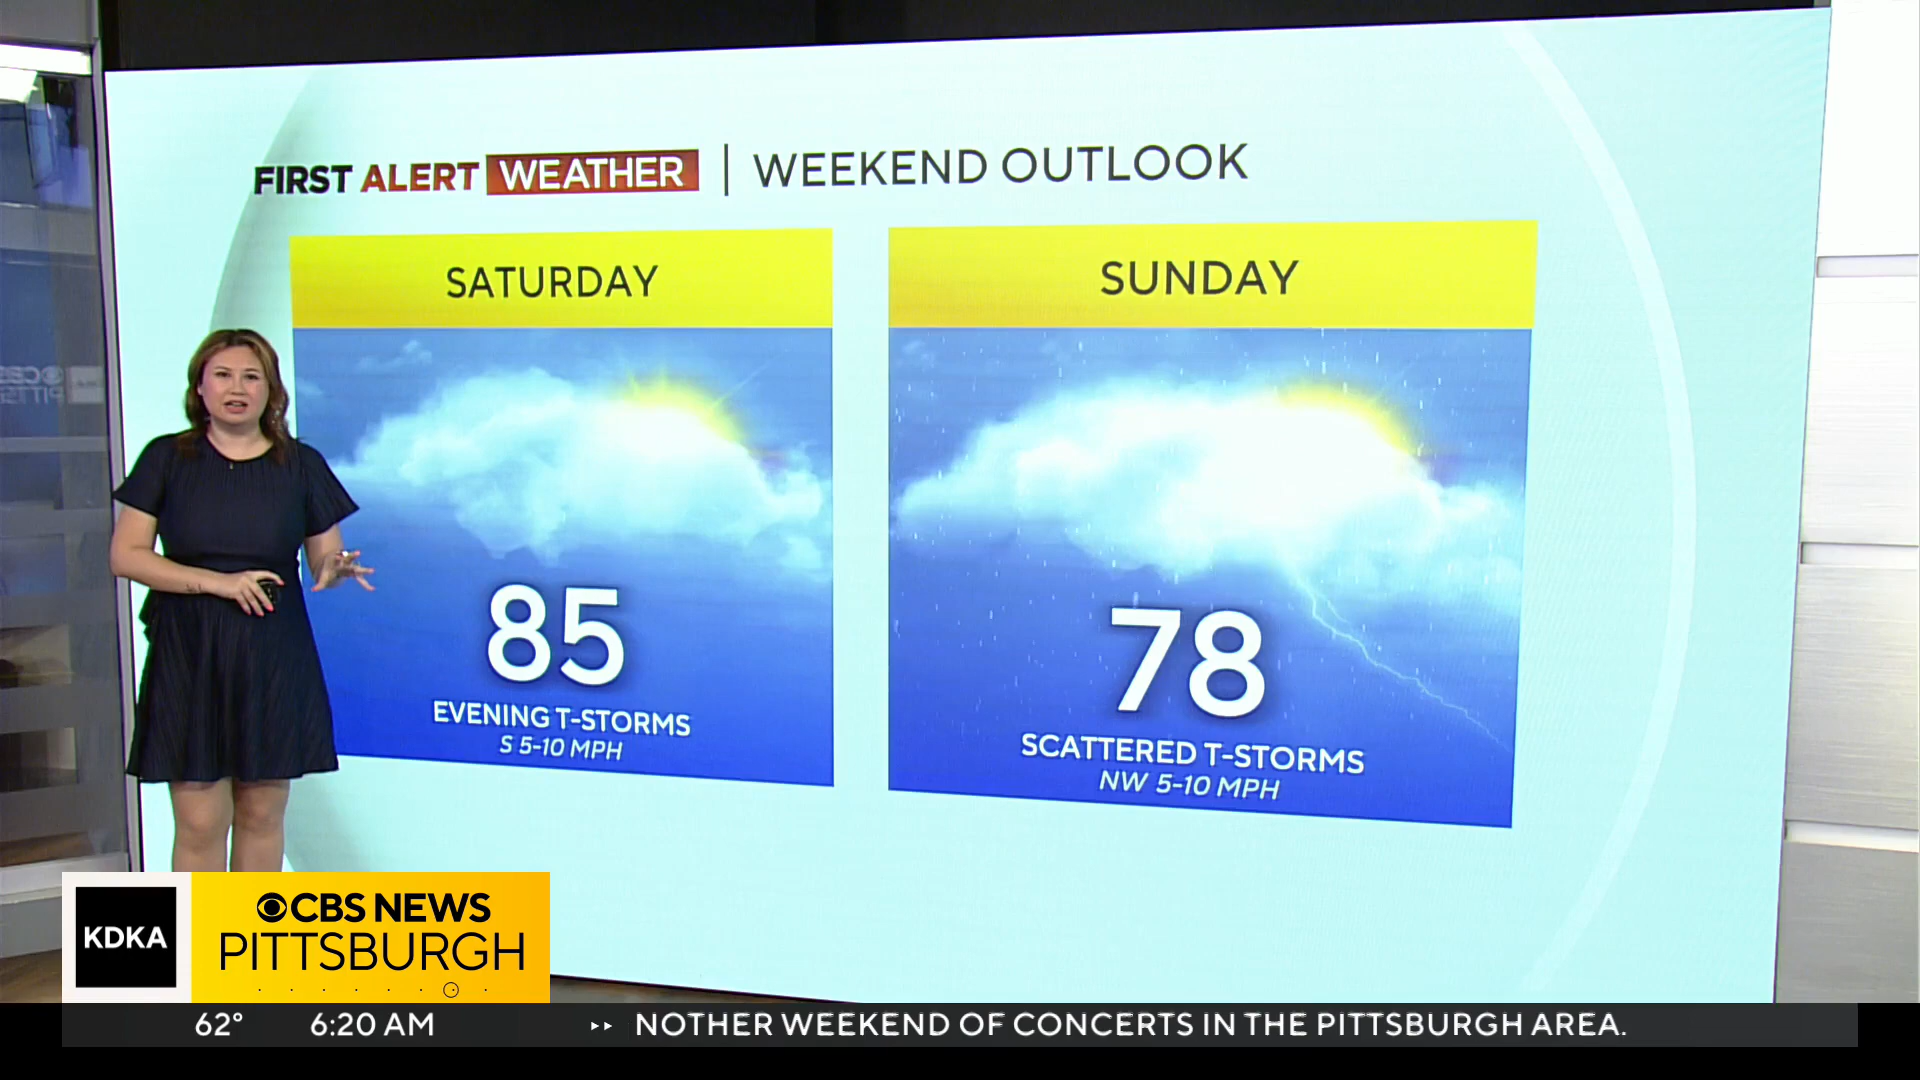 FIRST ALERT WEATHER | WEEKEND OUTLOOK
SATURDAY
85
EVENING T-STORMS
S 5-10 MPH
SUNDAY
78
SCATTERED T-STORMS
NW 5-10 MPH
KDKA
CBS NEWS
PITTSBURGH
62° 6:20 AM NOTHER WEEKEND OF CONCERTS IN THE PITTSBURGH AREA.